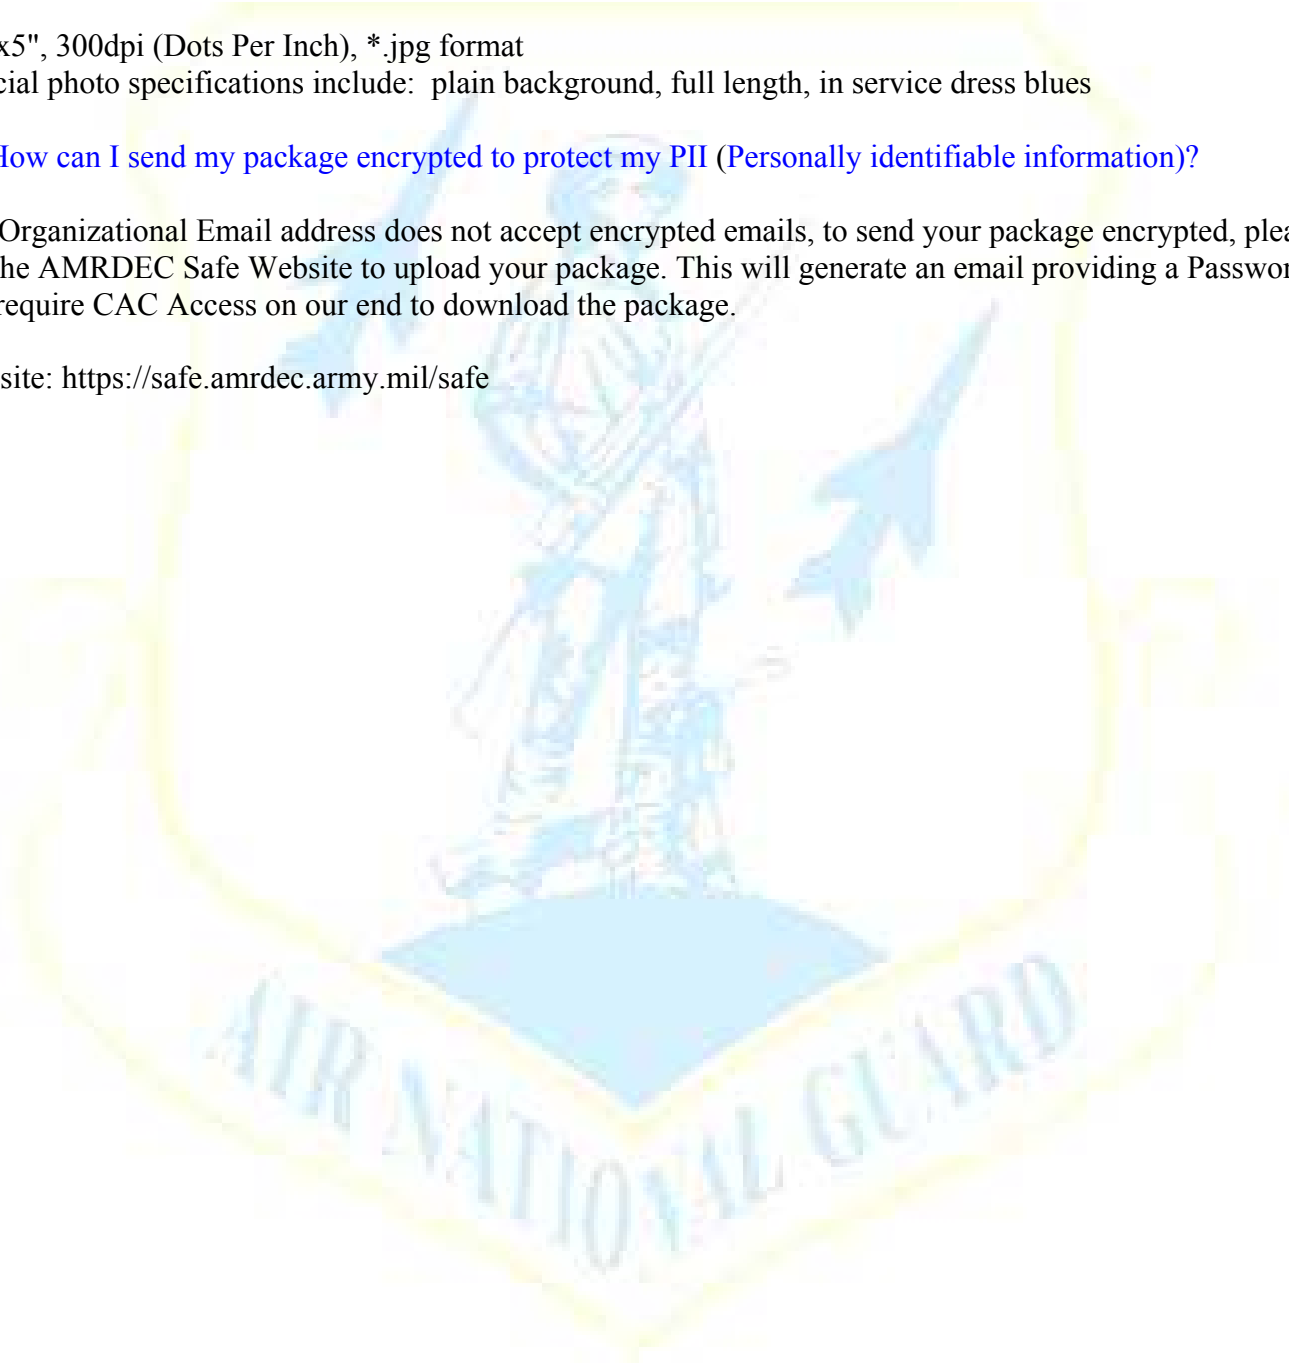 x5", 300dpi (Dots Per Inch), *.jpg format
cial photo specifications include:  plain background, full length, in service dress blues
How can I send my package encrypted to protect my PII (Personally identifiable information)?
Organizational Email address does not accept encrypted emails, to send your package encrypted, plea
he AMRDEC Safe Website to upload your package. This will generate an email providing a Passwor
require CAC Access on our end to download the package.
site: https://safe.amrdec.army.mil/safe
AIR NATIONAL GUARD